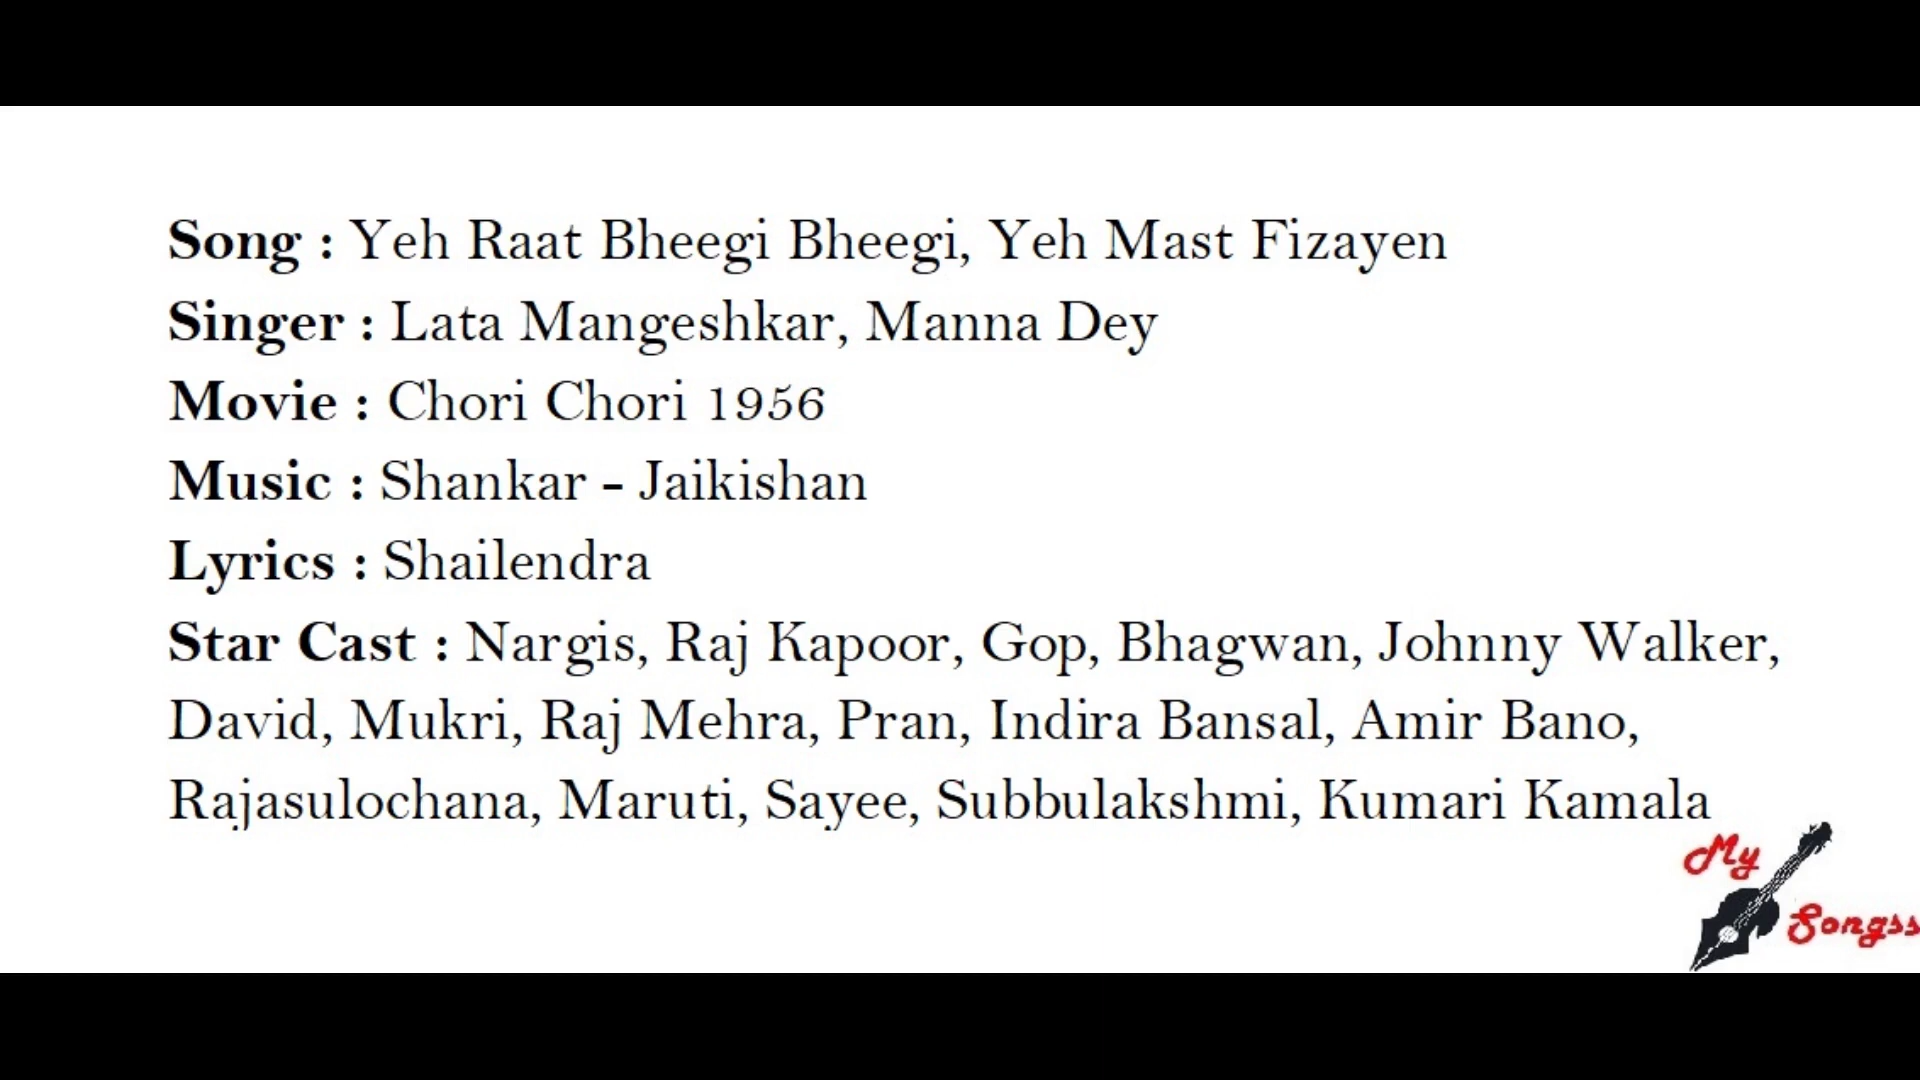 Song : Yeh Raat Bheegi Bheegi, Yeh Mast Fizayen
Singer : Lata Mangeshkar, Manna Dey
Movie : Chori Chori 1956
Music : Shankar - Jaikishan
Lyrics : Shailendra
Star Cast : Nargis, Raj Kapoor, Gop, Bhagwan, Johnny Walker,
David, Mukri, Raj Mehra, Pran, Indira Bansal, Amir Bano,
Rajasulochana, Maruti, Sayee, Subbulakshmi, Kumari Kamala
My
Songss